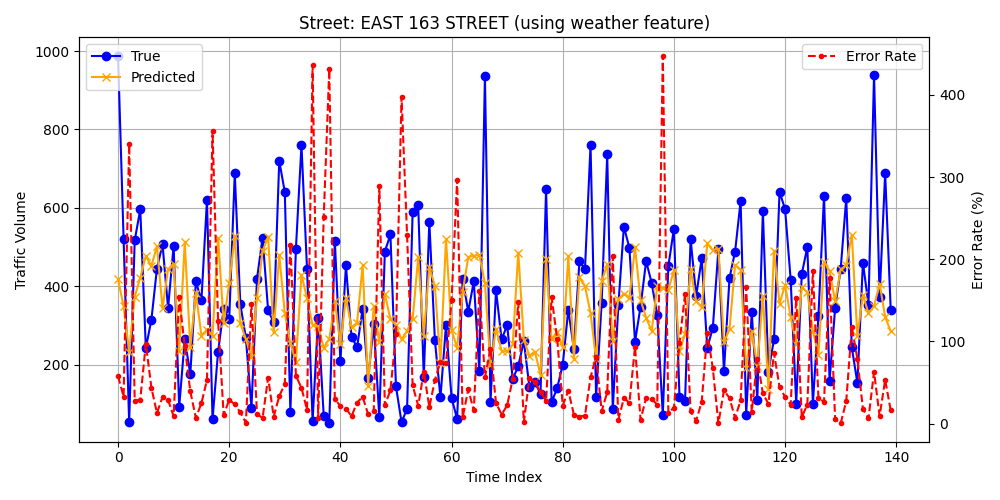 Street: EAST 163 STREET (using weather feature)
True
Predicted
Error Rate
Traffic Volume
1000
800
600
400
200
Error Rate (%)
400
300
200
100
0
0 20 40 60 80 100 120 140
Time Index